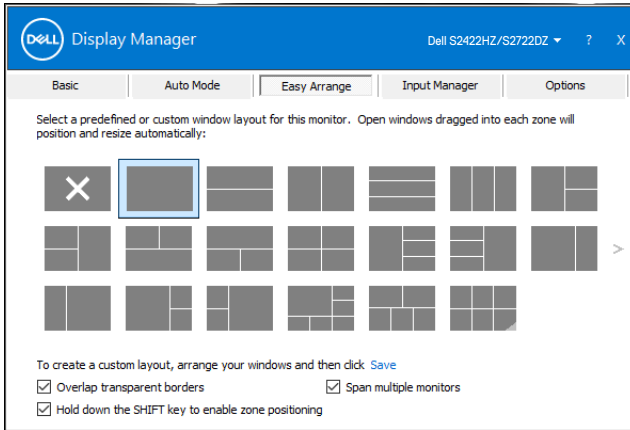 DELL Display Manager Dell S2422HZ/S2722DZ ? X
Basic Auto Mode Easy Arrange Input Manager Options
Select a predefined or custom window layout for this monitor. Open windows dragged into each zone will
position and resize automatically:
>
To create a custom layout, arrange your windows and then click Save
Overlap transparent borders Span multiple monitors
Hold down the SHIFT key to enable zone positioning